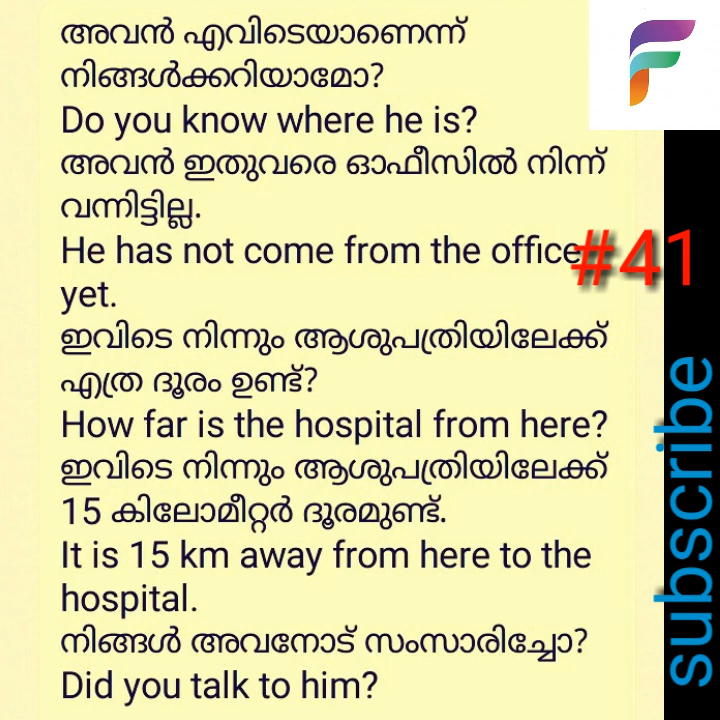 അവൻ എവിടെയാണെന്ന്
നിങ്ങൾക്കറിയാമോ?
Do you know where he is?
അവൻ ഇതുവരെ ഓഫീസിൽ നിന്ന്
വന്നിട്ടില്ല.
He has not come from the office
yet.
#41
ഇവിടെ നിന്നും ആശുപത്രിയിലേക്ക്
എത്ര ദൂരം ഉണ്ട്?
How far is the hospital from here?
ഇവിടെ നിന്നും ആശുപത്രിയിലേക്ക്
15 കിലോമീറ്റർ ദൂരമുണ്ട്.
It is 15 km away from here to the
hospital.
നിങ്ങൾ അവനോട് സംസാരിച്ചോ?
Did you talk to him?
subscribe